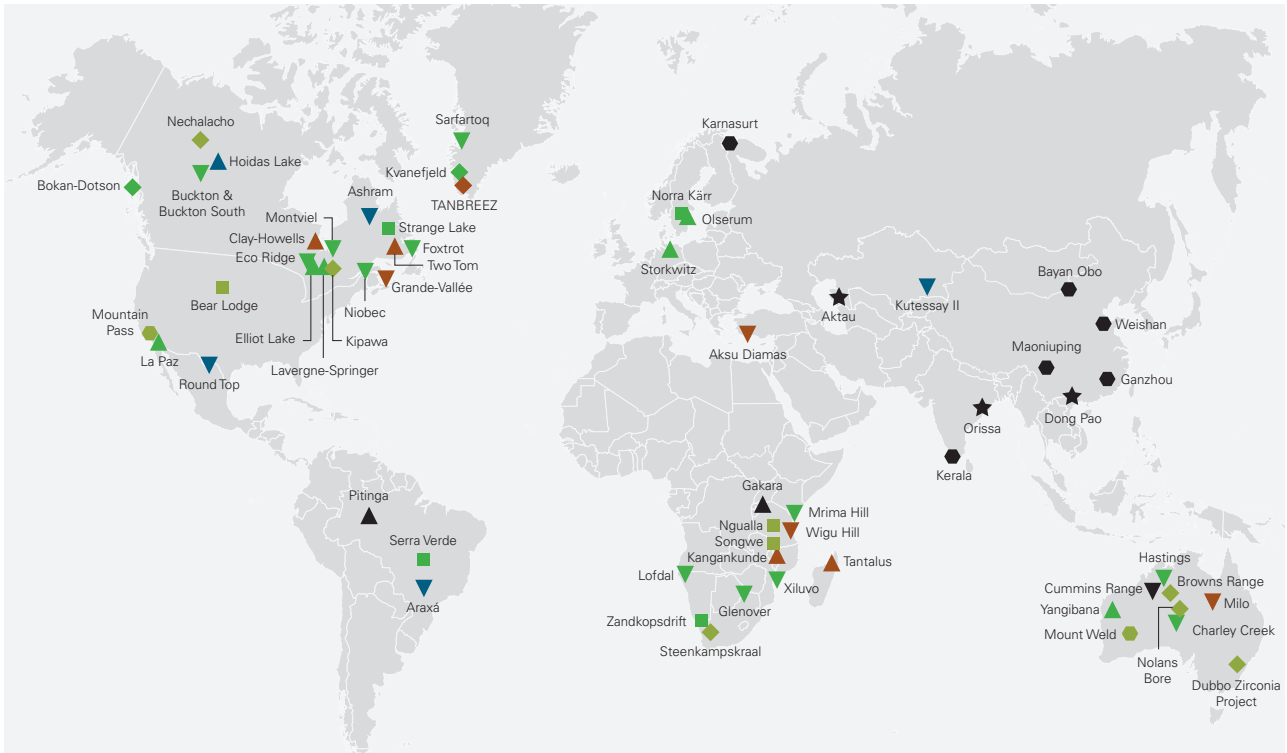 Nechalacho
Hoidas Lake
Bokan-Dotson
Buckton &
Buckton South
Sarfartoq
Kvanefjeld
TANBREEZ
Ashram
Montviel
Strange Lake
Clay-Howells
Foxtrot
Eco Ridge
Two Tom
Grande-Vallée
Bear Lodge
Niobec
Mountain
Pass
Elliot Lake
Kipawa
La Paz
Lavergne-Springer
Round Top
Karnasurt
Norra Kärr
Olserum
Storkwitz
Aksu Diamas
Aktau
Kutessay II
Bayan Obo
Weishan
Maoniuping
Ganzhou
Dong Pao
Orissa
Kerala
Pitinga
Serra Verde
Araxá
Gakara
Mrima Hill
Ngualla
Wigu Hill
Songwe
Kangankunde
Tantalus
Lofdal
Xiluvo
Glenover
Zandkopsdrift
Steenkampskraal
Hastings
Cummins Range
Browns Range
Yangibana
Milo
Mount Weld
Charley Creek
Nolans
Bore
Dubbo Zirconia
Project